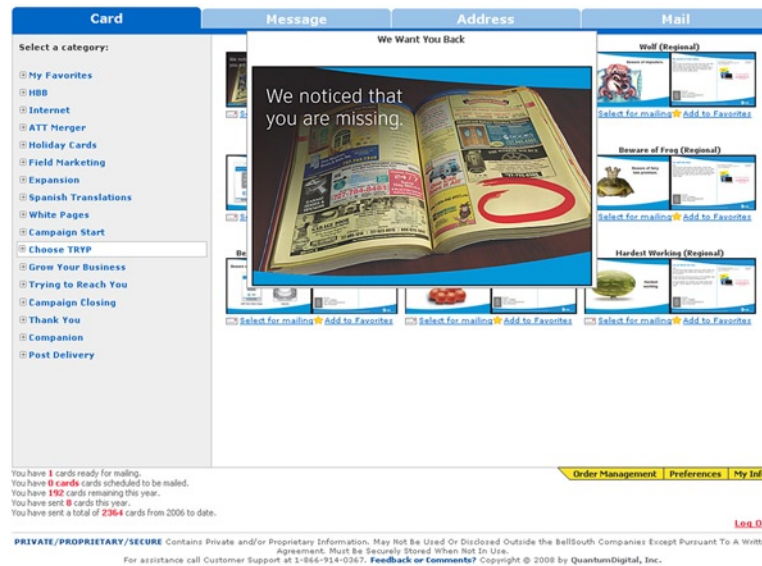 Card
Message
Address
Mail
Select a category:
My Favorites
HBB
Internet
ATT Merger
Holiday Cards
Field Marketing
Expansion
Spanish Translations
White Pages
Campaign Start
Choose TRYP
Grow Your Business
Trying to Reach You
Campaign Closing
Thank You
Companion
Post Delivery
We Want You Back
We noticed that
you are missing.
Wolf (Regional)
Beware of imposters.
Select for mailing Add to Favorites
Beware of Frog (Regional)
Select for mailing Add to Favorites
Hardest Working (Regional)
Hardest
working
Select for mailing Add to Favorites
Select for mailing Add to Favorites
Select for mailing Add to Favorites
You have 1 cards ready for mailing.
You have 0 cards cards scheduled to be mailed.
You have 192 cards remaining this year.
You have sent 8 cards this year.
You have sent a total of 2364 cards from 2006 to date.
Order Management
Preferences
My Inf
Log O
PRIVATE/PROPRIETARY/SECURE Contains Private and/or Proprietary Information. May Not Be Used Or Disclosed Outside the BellSouth Companies Except Pursuant To A Writt
Agreement. Must Be Securely Stored When Not In Use.
For assistance call Customer Support at 1-866-914-0367. Feedback or Comments? Copyright © 2008 by QuantumDigital, Inc.